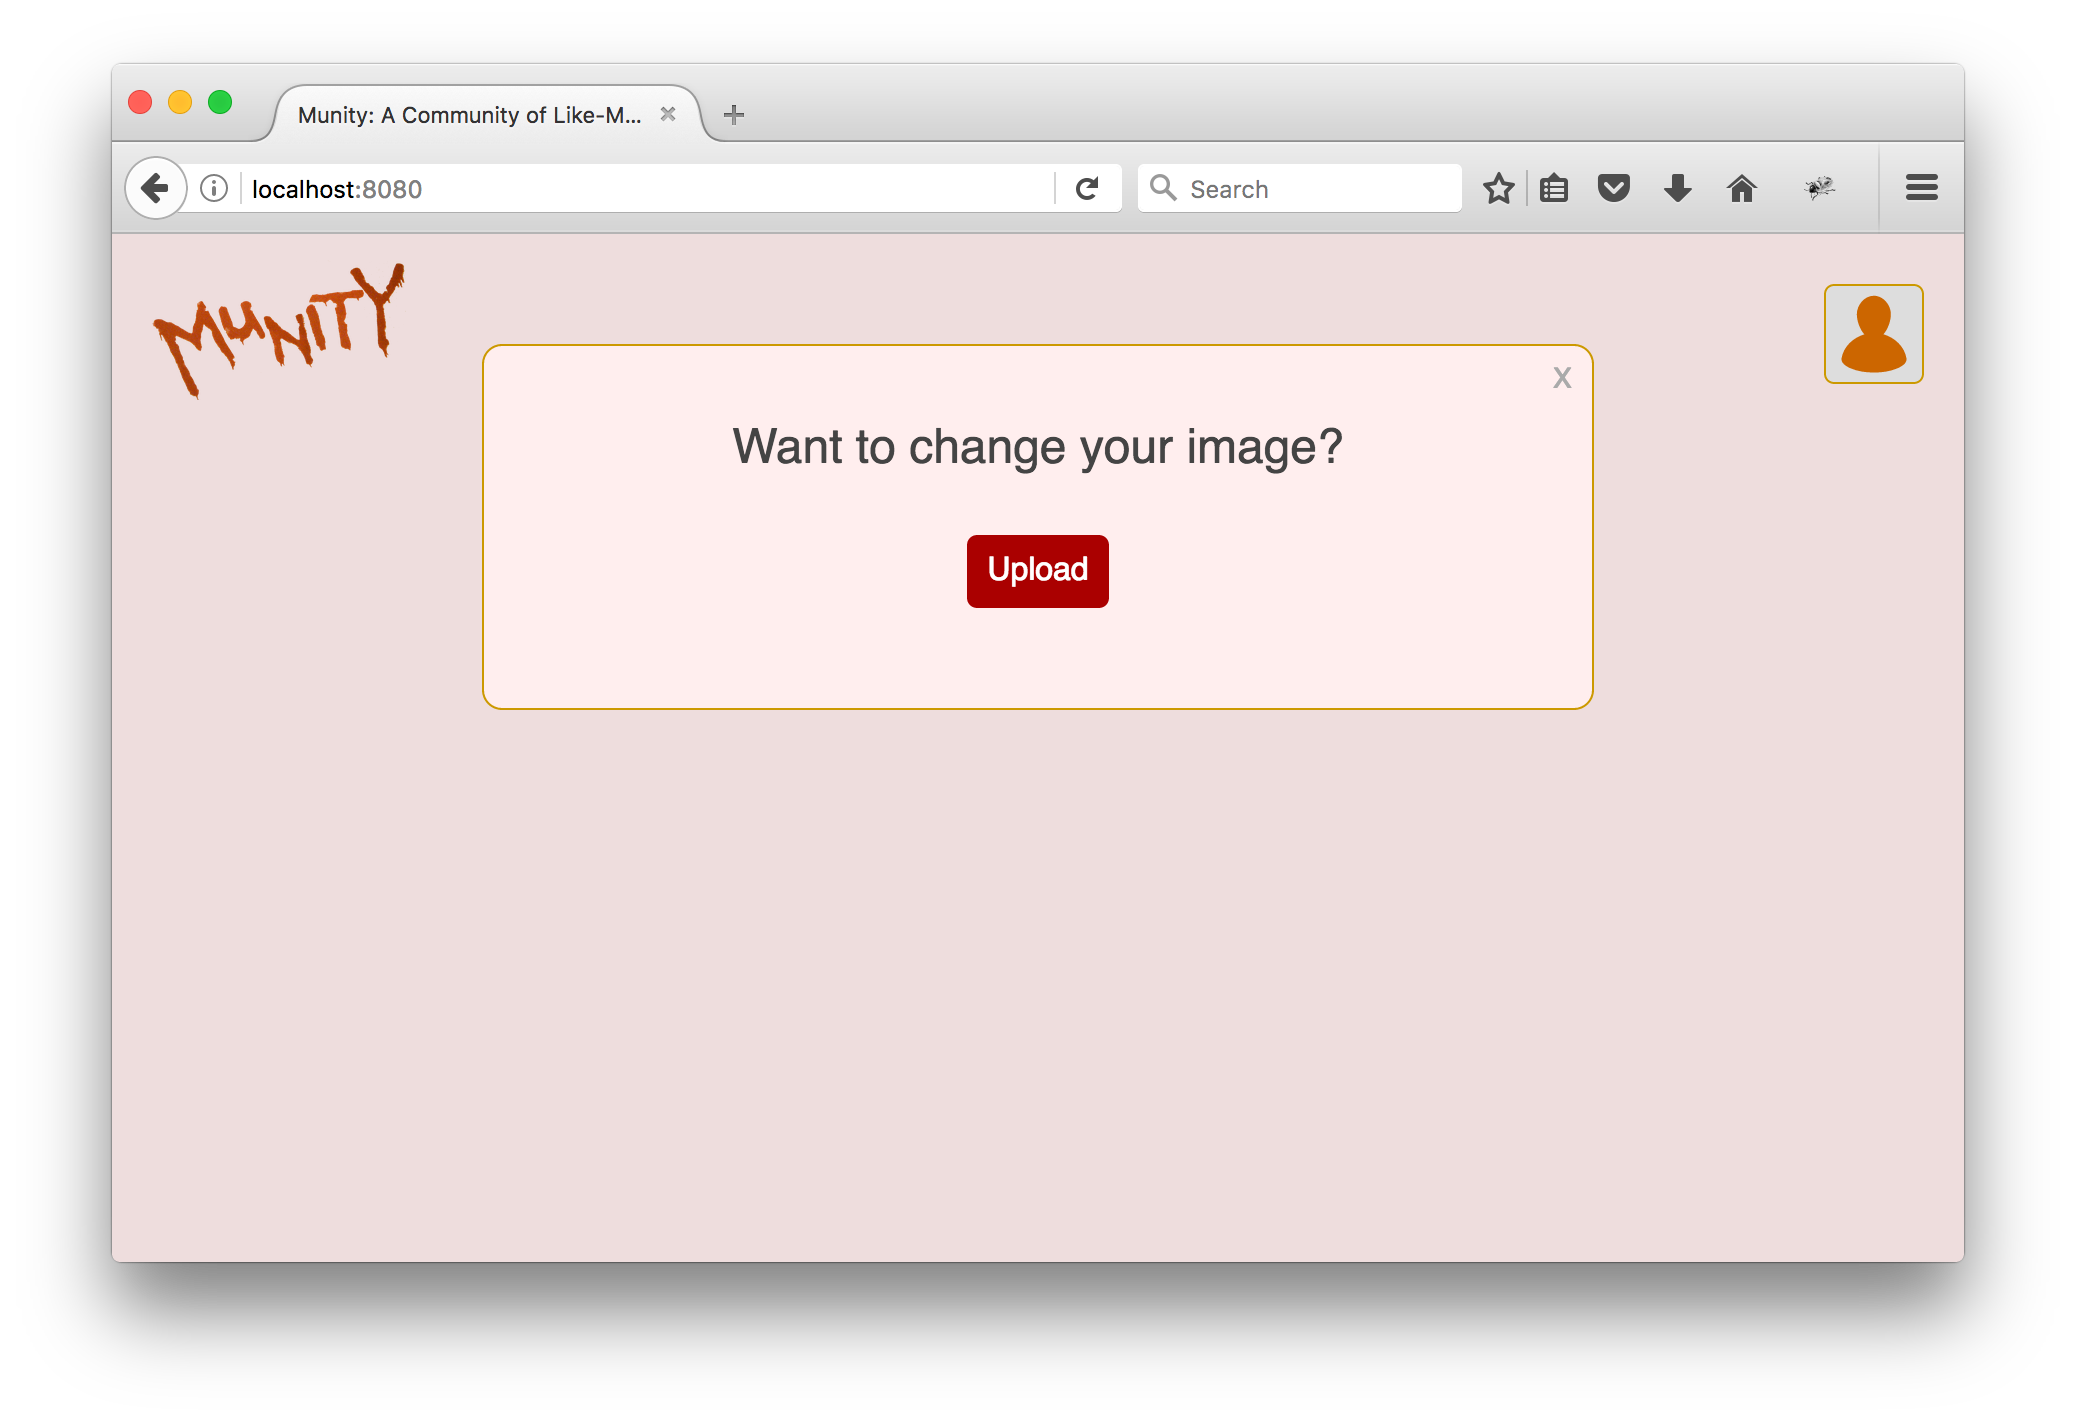 Munity: A Community of Like-M...
localhost:8080
Search
MUNITY
X
Want to change your image?
Upload